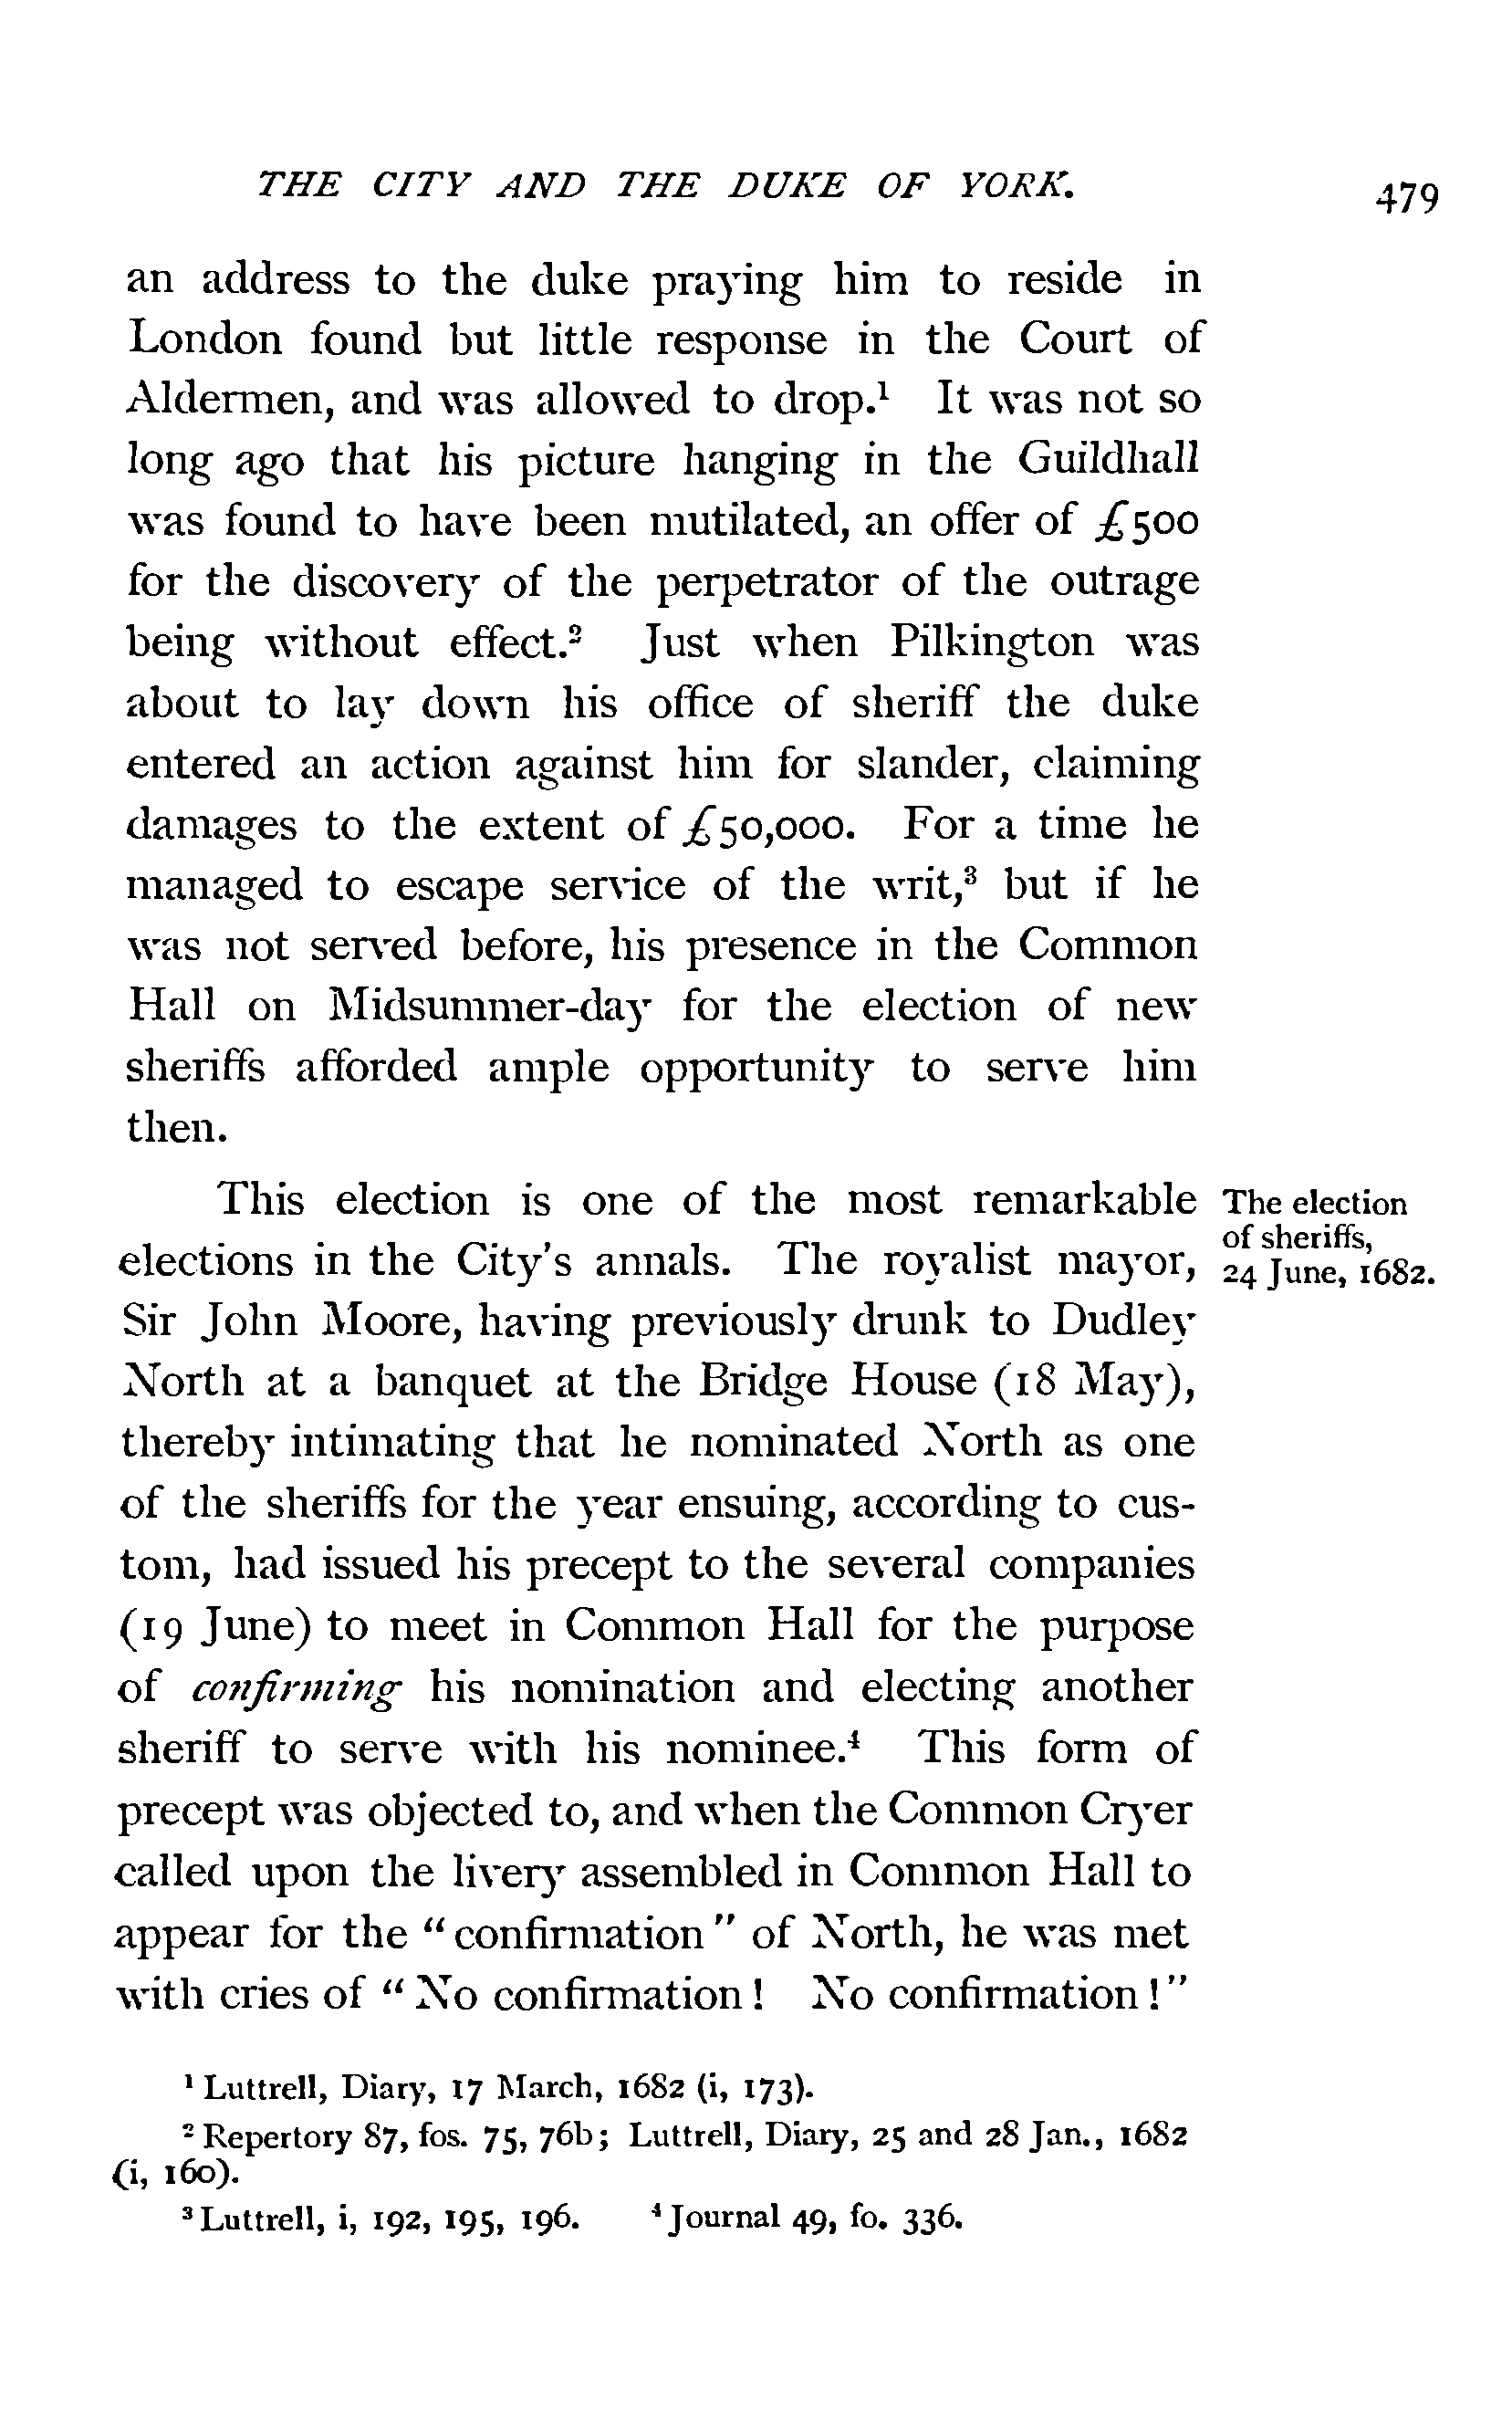 THE CITY AND THE DUKE OF YORK. 479
an address to the duke praying him to reside in
London found but little response in the Court of
Aldermen, and was allowed to drop.¹ It was not so
long ago that his picture hanging in the Guildhall
was found to have been mutilated, an offer of £500
for the discovery of the perpetrator of the outrage
being without effect.² Just when Pilkington was
about to lay down his office of sheriff the duke
entered an action against him for slander, claiming
damages to the extent of £50,000. For a time he
managed to escape service of the writ,³ but if he
was not served before, his presence in the Common
Hall on Midsummer-day for the election of new
sheriffs afforded ample opportunity to serve him
then.
This election is one of the most remarkable
elections in the City's annals. The royalist mayor,
Sir John Moore, having previously drunk to Dudley
North at a banquet at the Bridge House (18 May),
thereby intimating that he nominated North as one
of the sheriffs for the year ensuing, according to cus-
tom, had issued his precept to the several companies
(19 June) to meet in Common Hall for the purpose
of confirming his nomination and electing another
sheriff to serve with his nominee.⁴ This form of
precept was objected to, and when the Common Cryer
called upon the livery assembled in Common Hall to
appear for the "confirmation" of North, he was met
with cries of "No confirmation! No confirmation!"
The election
of sheriffs,
24 June, 1682.
¹ Luttrell, Diary, 17 March, 1682 (i, 173).
² Repertory 87, fos. 75, 76b; Luttrell, Diary, 25 and 28 Jan., 1682
(i, 160).
³ Luttrell, i, 192, 195, 196. ⁴ Journal 49, fo. 336.